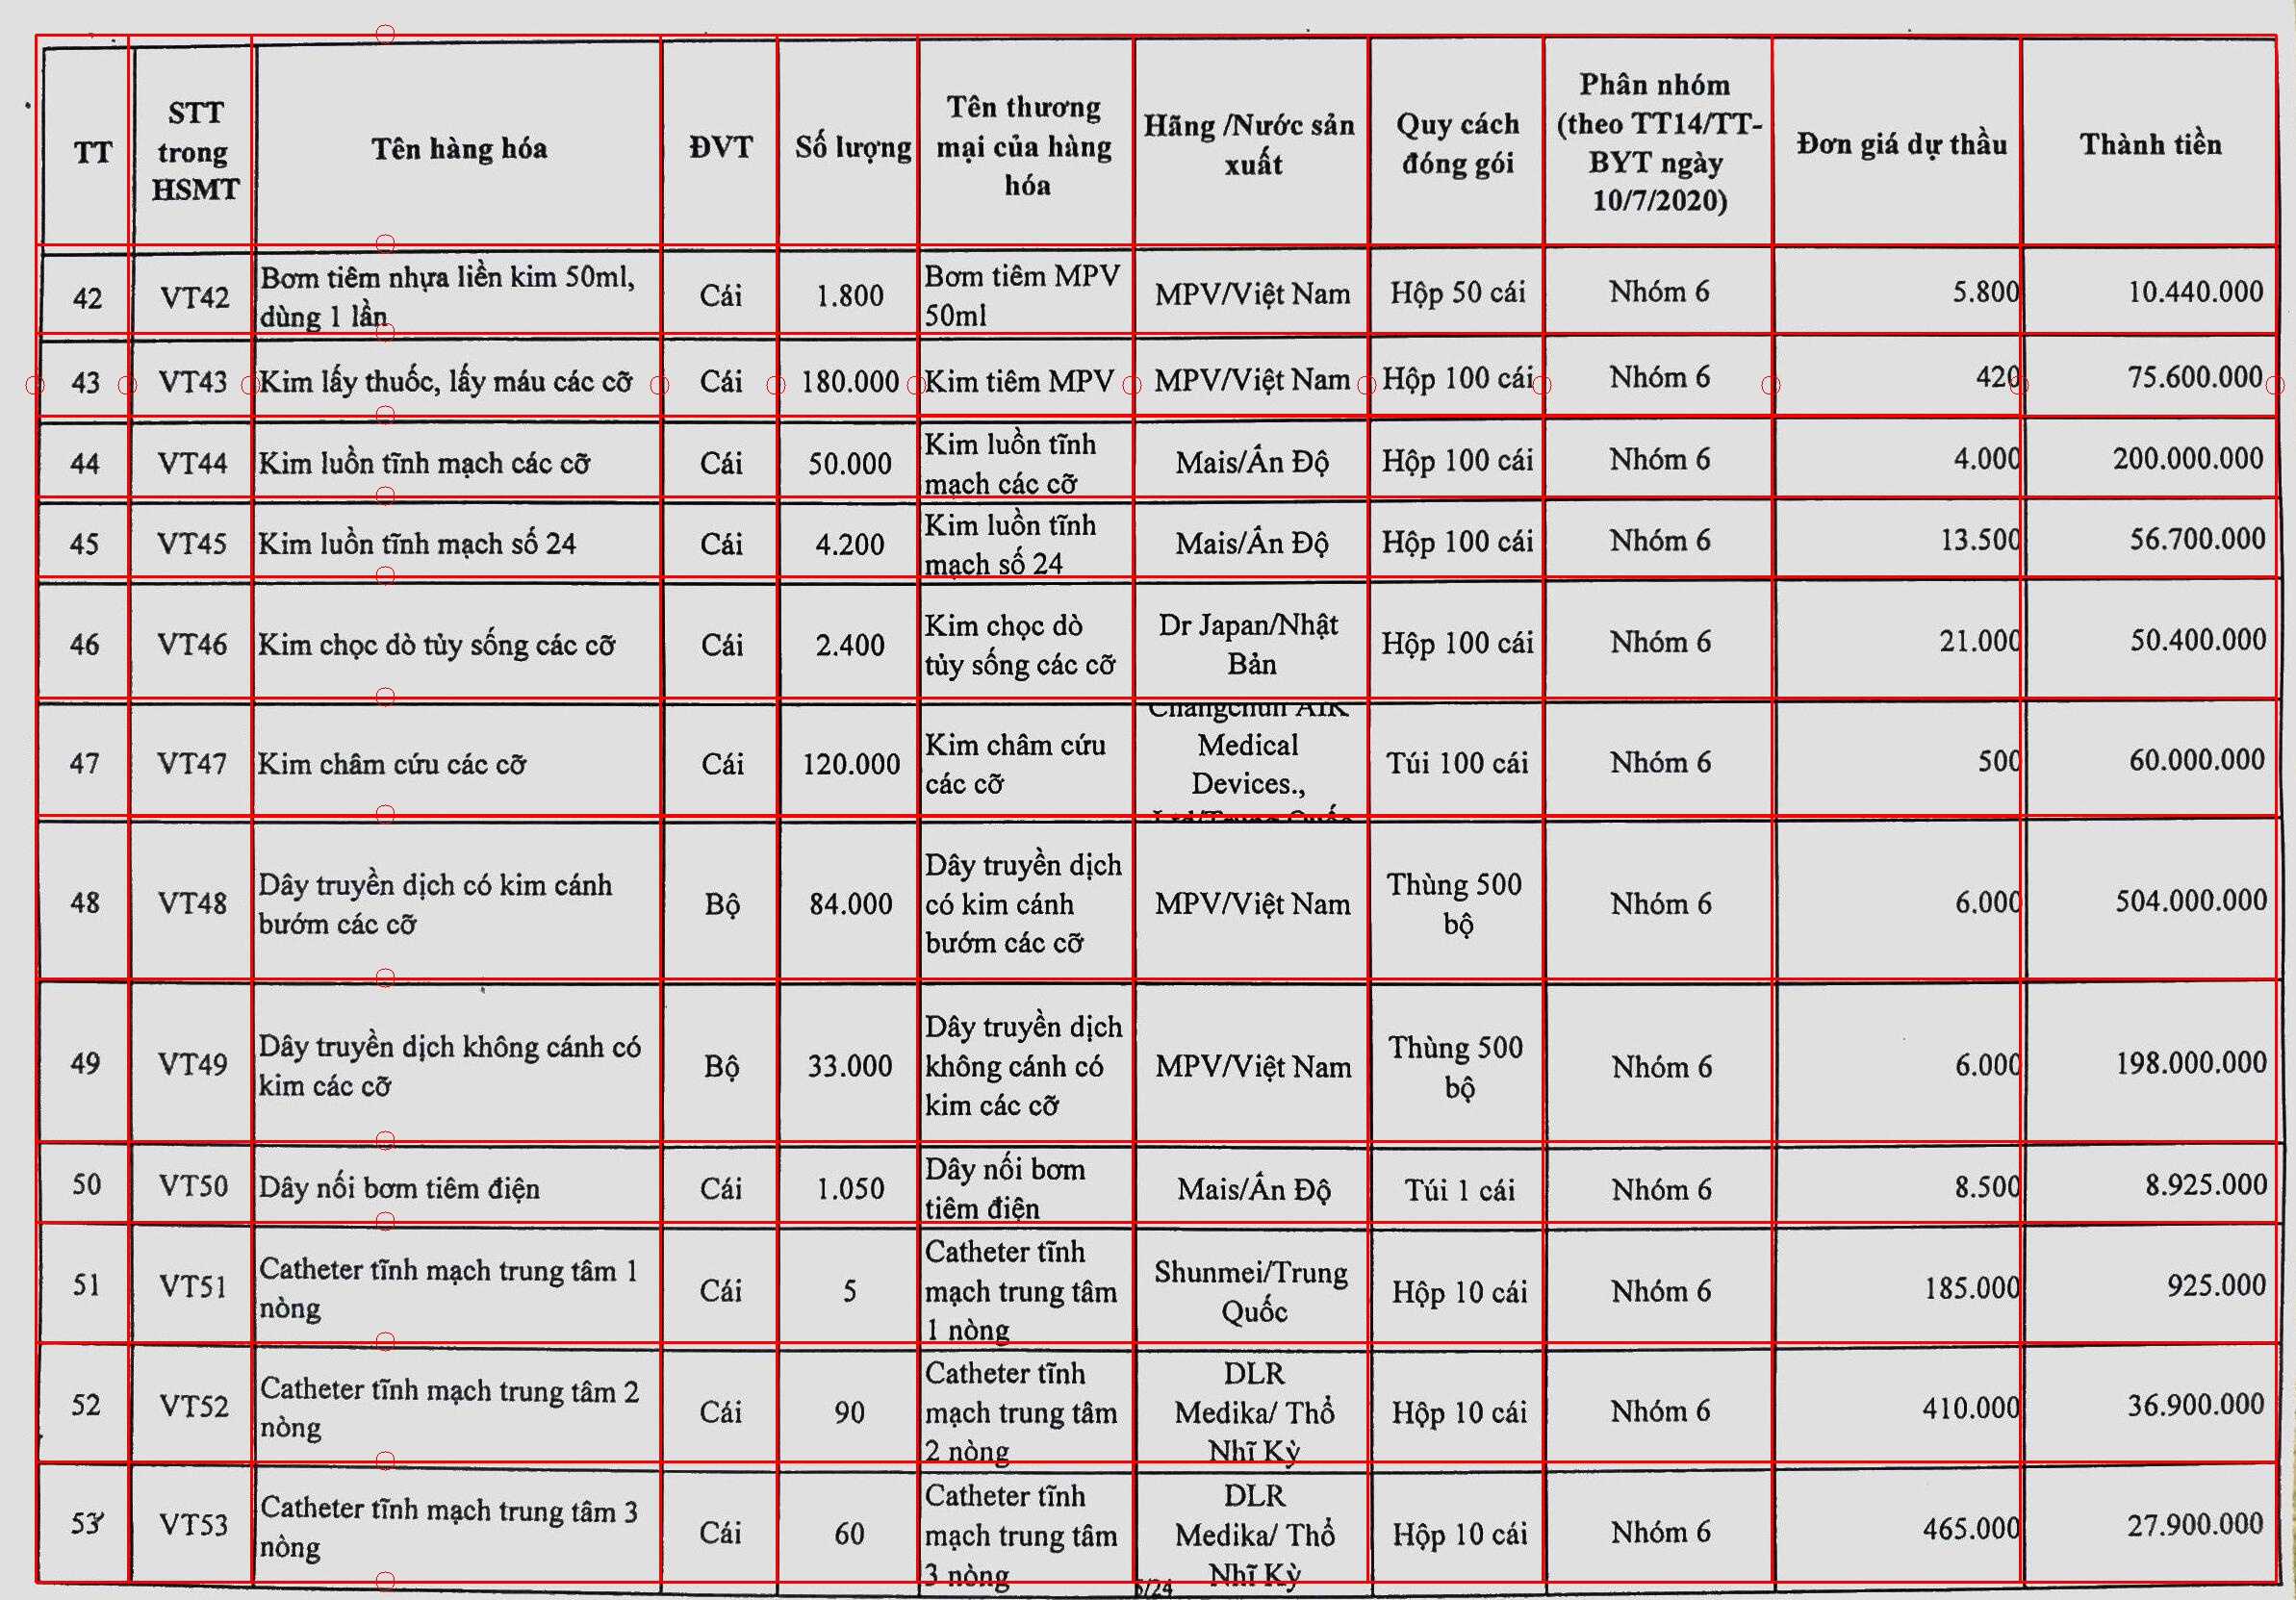 TT
STT trong HSMT
Tên hàng hóa
ĐVT
Số lượng
Tên thương mại của hàng hóa
Hãng /Nước sản xuất
Quy cách đóng gói
Phân nhóm (theo TT14/TT-BYT ngày 10/7/2020)
Đơn giá dự thầu
Thành tiền
42 VT42 Bơm tiêm nhựa liền kim 50ml, dùng 1 lần Cái 1.800 Bơm tiêm MPV 50ml MPV/Việt Nam Hộp 50 cái Nhóm 6 5.800 10.440.000
43 VT43 Kim lấy thuốc, lấy máu các cỡ Cái 180.000 Kim tiêm MPV MPV/Việt Nam Hộp 100 cái Nhóm 6 420 75.600.000
44 VT44 Kim luồn tĩnh mạch các cỡ Cái 50.000 Kim luồn tĩnh mạch các cỡ Mais/Ấn Độ Hộp 100 cái Nhóm 6 4.000 200.000.000
45 VT45 Kim luồn tĩnh mạch số 24 Cái 4.200 Kim luồn tĩnh mạch số 24 Mais/Ấn Độ Hộp 100 cái Nhóm 6 13.500 56.700.000
46 VT46 Kim chọc dò tủy sống các cỡ Cái 2.400 Kim chọc dò tủy sống các cỡ Dr Japan/Nhật Bản Hộp 100 cái Nhóm 6 21.000 50.400.000
47 VT47 Kim châm cứu các cỡ Cái 120.000 Kim châm cứu các cỡ Changchun AIK Medical Devices., Ltd/Trung Quốc Túi 100 cái Nhóm 6 500 60.000.000
48 VT48 Dây truyền dịch có kim cánh bướm các cỡ Bộ 84.000 Dây truyền dịch có kim cánh bướm các cỡ MPV/Việt Nam Thùng 500 bộ Nhóm 6 6.000 504.000.000
49 VT49 Dây truyền dịch không cánh có kim các cỡ Bộ 33.000 Dây truyền dịch không cánh có kim các cỡ MPV/Việt Nam Thùng 500 bộ Nhóm 6 6.000 198.000.000
50 VT50 Dây nối bơm tiêm điện Cái 1.050 Dây nối bơm tiêm điện Mais/Ấn Độ Túi 1 cái Nhóm 6 8.500 8.925.000
51 VT51 Catheter tĩnh mạch trung tâm 1 nòng Cái 5 Catheter tĩnh mạch trung tâm 1 nòng Shunmei/Trung Quốc Hộp 10 cái Nhóm 6 185.000 925.000
52 VT52 Catheter tĩnh mạch trung tâm 2 nòng Cái 90 Catheter tĩnh mạch trung tâm 2 nòng DLR Medika/ Thổ Nhĩ Kỳ Hộp 10 cái Nhóm 6 410.000 36.900.000
53 VT53 Catheter tĩnh mạch trung tâm 3 nòng Cái 60 Catheter tĩnh mạch trung tâm 3 nòng DLR Medika/ Thổ Nhĩ Kỳ Hộp 10 cái Nhóm 6 465.000 27.900.000